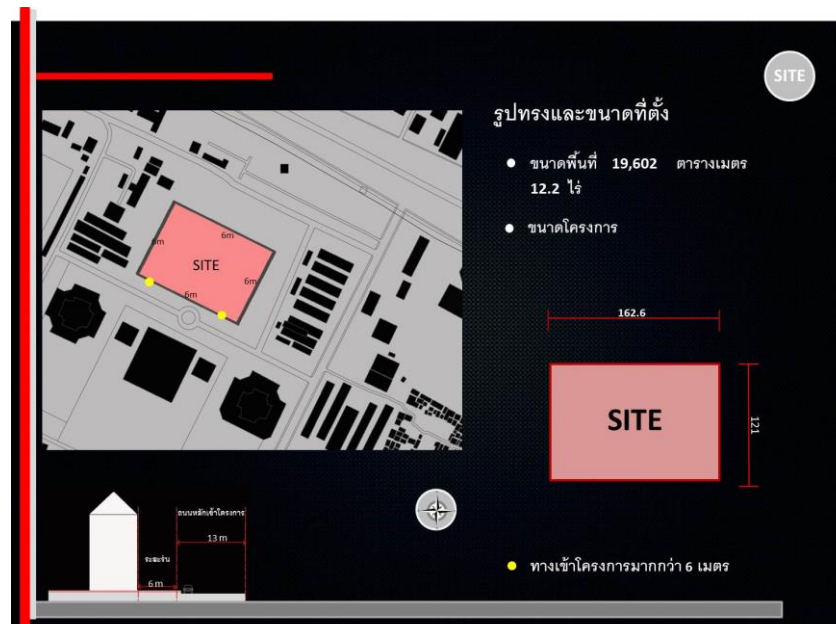 SITE
รูปทรงและขนาดที่ตั้ง
ขนาดพื้นที่ 19,602 ตารางเมตร
12.2 ไร่
ขนาดโครงการ
6m
6m
SITE
6m
6m
162.6
SITE
121
ถนนหลักเข้าโครงการ
13 m
ระยะร่น
6 m
ทางเข้าโครงการมากกว่า 6 เมตร